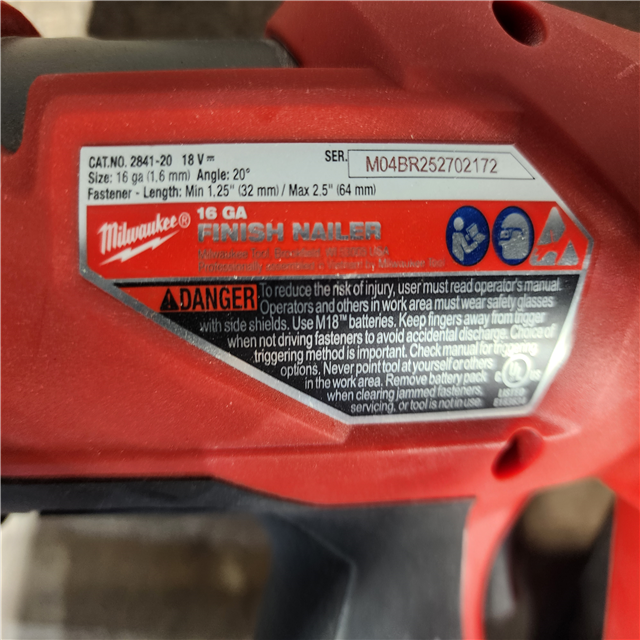 CAT.NO. 2841-20 18 V⎓ SER. M04BR252702172
Size: 16 ga (1.6 mm) Angle: 20°
Fastener - Length: Min 1.25" (32 mm) / Max 2.5" (64 mm)
Milwaukee®
16 GA
FINISH NAILER
DANGER To reduce the risk of injury, user must read operator's manual.
Operators and others in work area must wear safety glasses
with side shields. Use M18™ batteries. Keep fingers away from trigger
when not driving fasteners to avoid accidental discharge. Choice of
triggering method is important. Check manual for triggering
options. Never point tool at yourself or others
in the work area. Remove battery pack
when clearing jammed fasteners,
servicing, or tool is not in use.
C UL US
LISTED